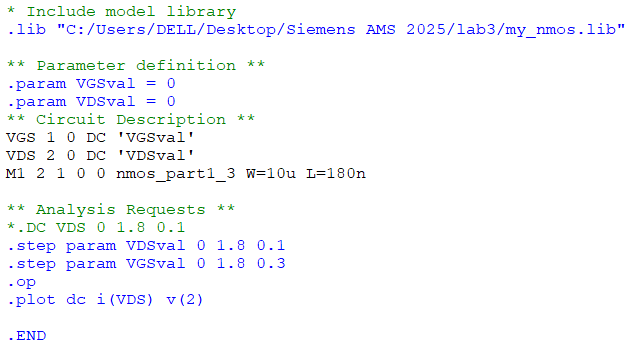 * Include model library
.lib "C:/Users/DELL/Desktop/Siemens AMS 2025/lab3/my_nmos.lib"
** Parameter definition **
.param VGSval = 0
.param VDSval = 0
** Circuit Description **
VGS 1 0 DC 'VGSval'
VDS 2 0 DC 'VDSval'
M1 2 1 0 0 nmos_part1_3 W=10u L=180n
** Analysis Requests **
*.DC VDS 0 1.8 0.1
.step param VDSval 0 1.8 0.1
.step param VGSval 0 1.8 0.3
.op
.plot dc i(VDS) v(2)
.END